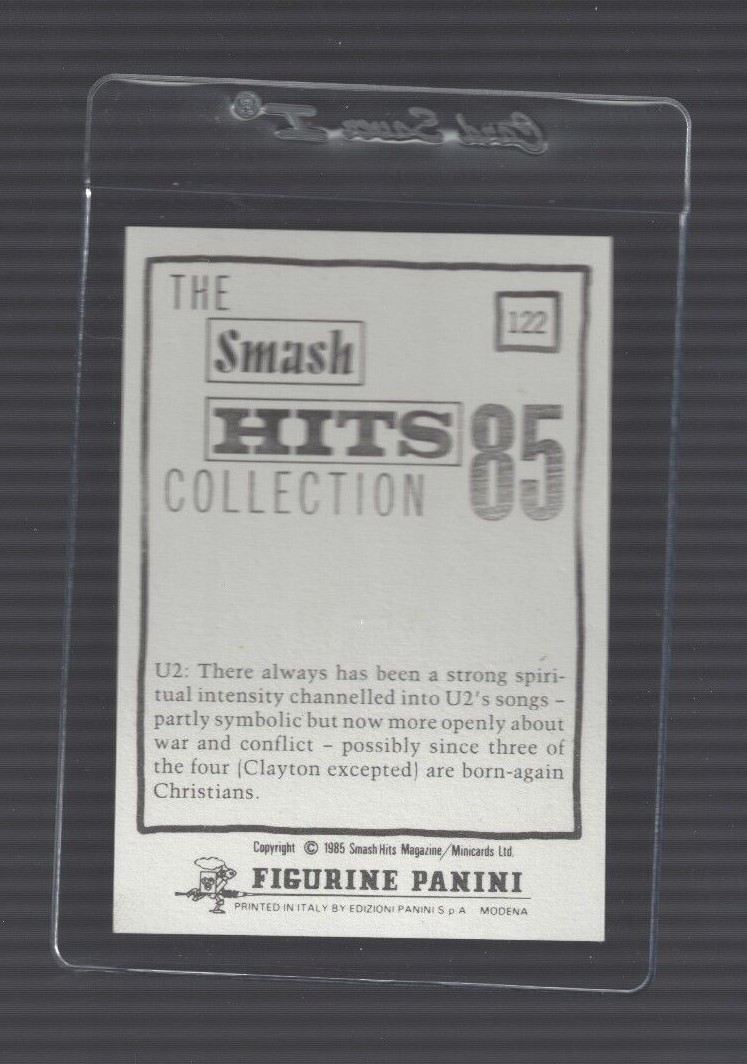 Card Saver I®
THE
122
Smash
HITS 85
COLLECTION
U2: There always has been a strong spiri-
tual intensity channelled into U2's songs –
partly symbolic but now more openly about
war and conflict – possibly since three of
the four (Clayton excepted) are born-again
Christians.
Copyright © 1985 Smash Hits Magazine/Minicards Ltd.
FIGURINE PANINI
PRINTED IN ITALY BY EDIZIONI PANINI S p A MODENA